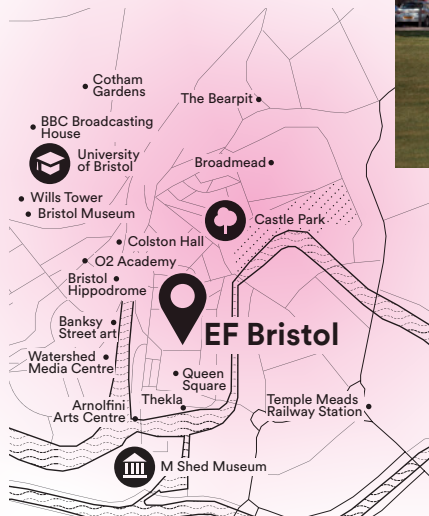 Cotham
Gardens
The Bearpit
BBC Broadcasting
House
University
of Bristol
Broadmead
Wills Tower
Bristol Museum
Castle Park
Colston Hall
O2 Academy
Bristol
Hippodrome
Banksy
Street art
EF Bristol
Watershed
Media Centre
Queen
Square
Thekla
Temple Meads
Railway Station
Arnolfini
Arts Centre
M Shed Museum